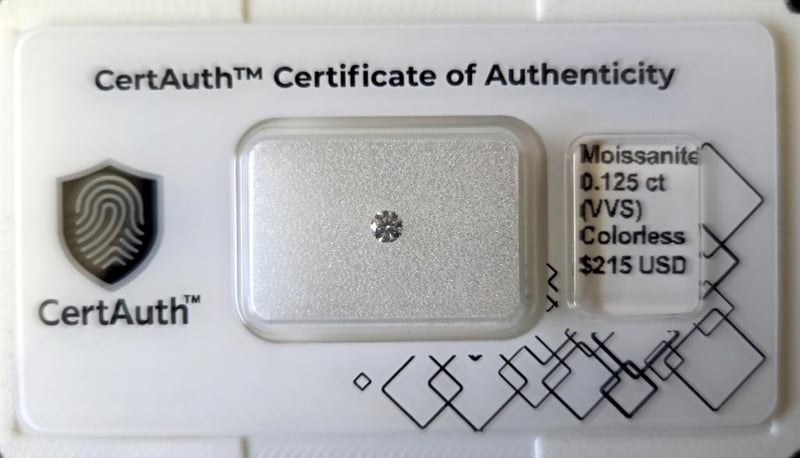 CertAuth™ Certificate of Authenticity
CertAuth™
Moissanite
0.125 ct
(VVS)
Colorless
$215 USD